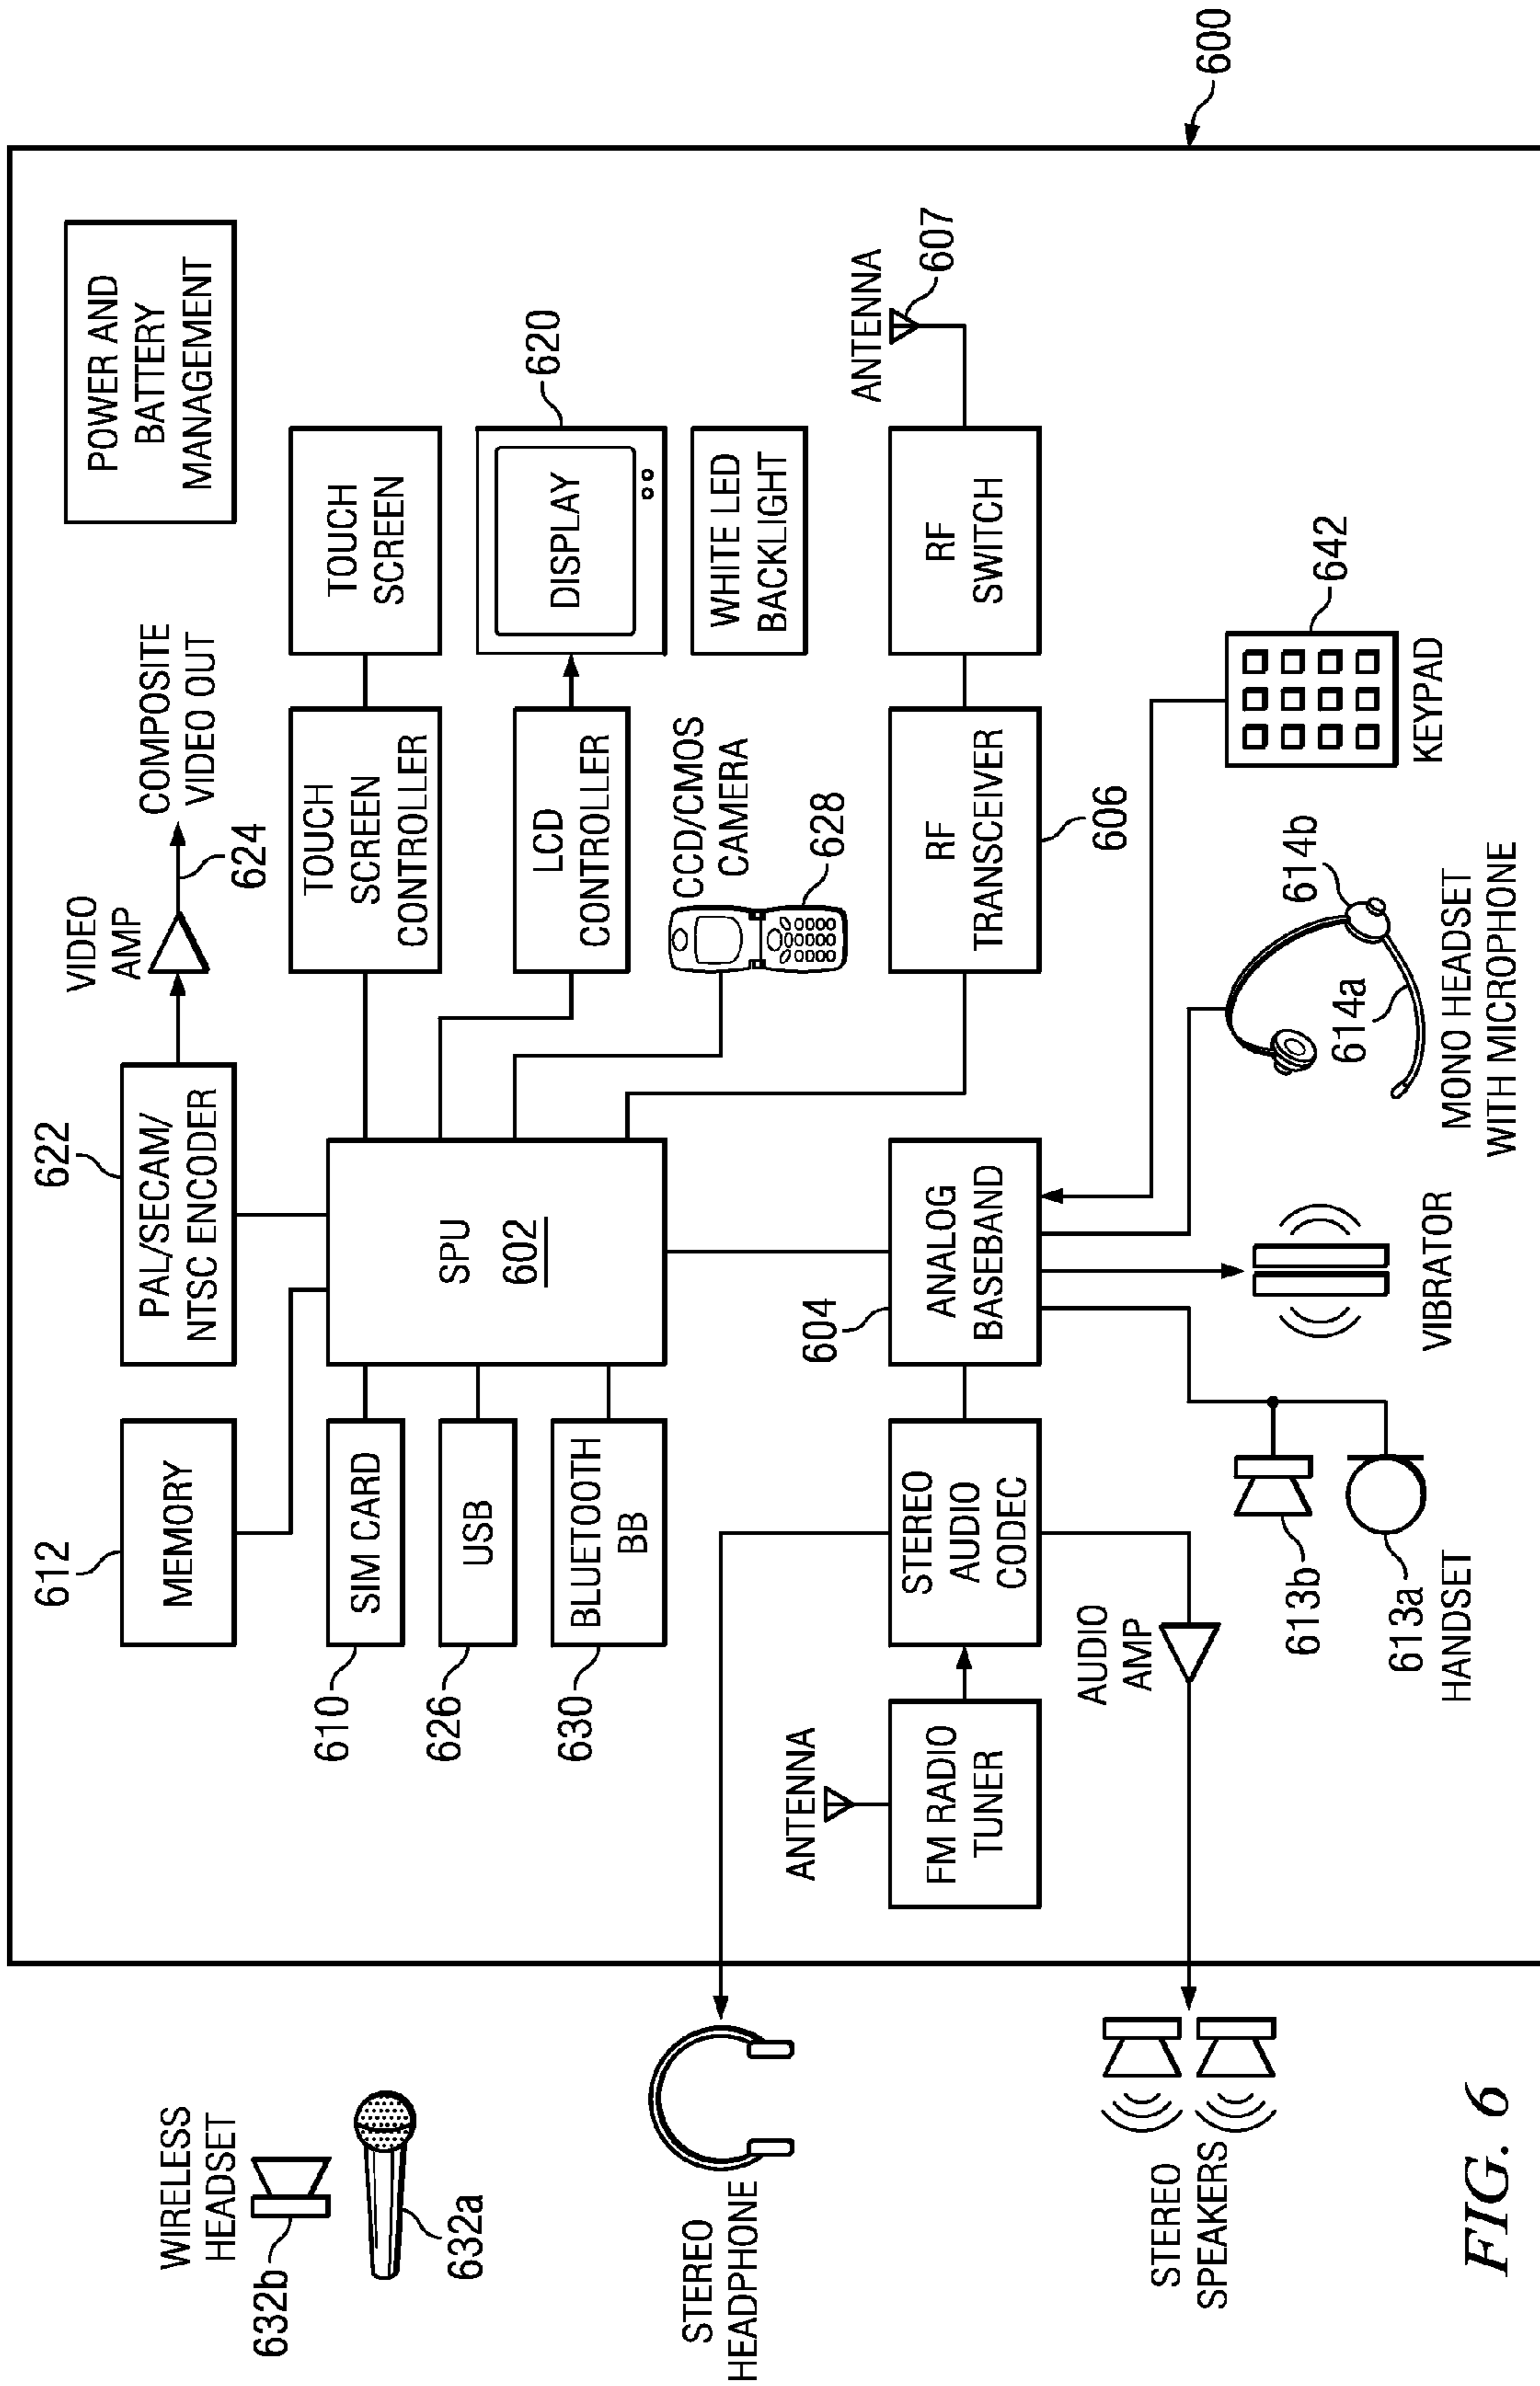 WIRELESS
HEADSET
632b
632a
STEREO
HEADPHONE
STEREO
SPEAKERS
612
MEMORY
622
PAL/SECAM/
NTSC ENCODER
VIDEO
AMP
624
COMPOSITE
VIDEO OUT
POWER AND
BATTERY
MANAGEMENT
610
SIM CARD
626
USB
630
BLUETOOTH
BB
SPU
602
TOUCH
SCREEN
CONTROLLER
TOUCH
SCREEN
LCD
CONTROLLER
DISPLAY
620
CCD/CMOS
CAMERA
628
WHITE LED
BACKLIGHT
ANTENNA
FM RADIO
TUNER
STEREO
AUDIO
CODEC
604
ANALOG
BASEBAND
RF
TRANSCEIVER
606
RF
SWITCH
ANTENNA
607
AUDIO
AMP
613b
613a
HANDSET
VIBRATOR
614a
614b
MONO HEADSET
WITH MICROPHONE
642
KEYPAD
600
FIG. 6